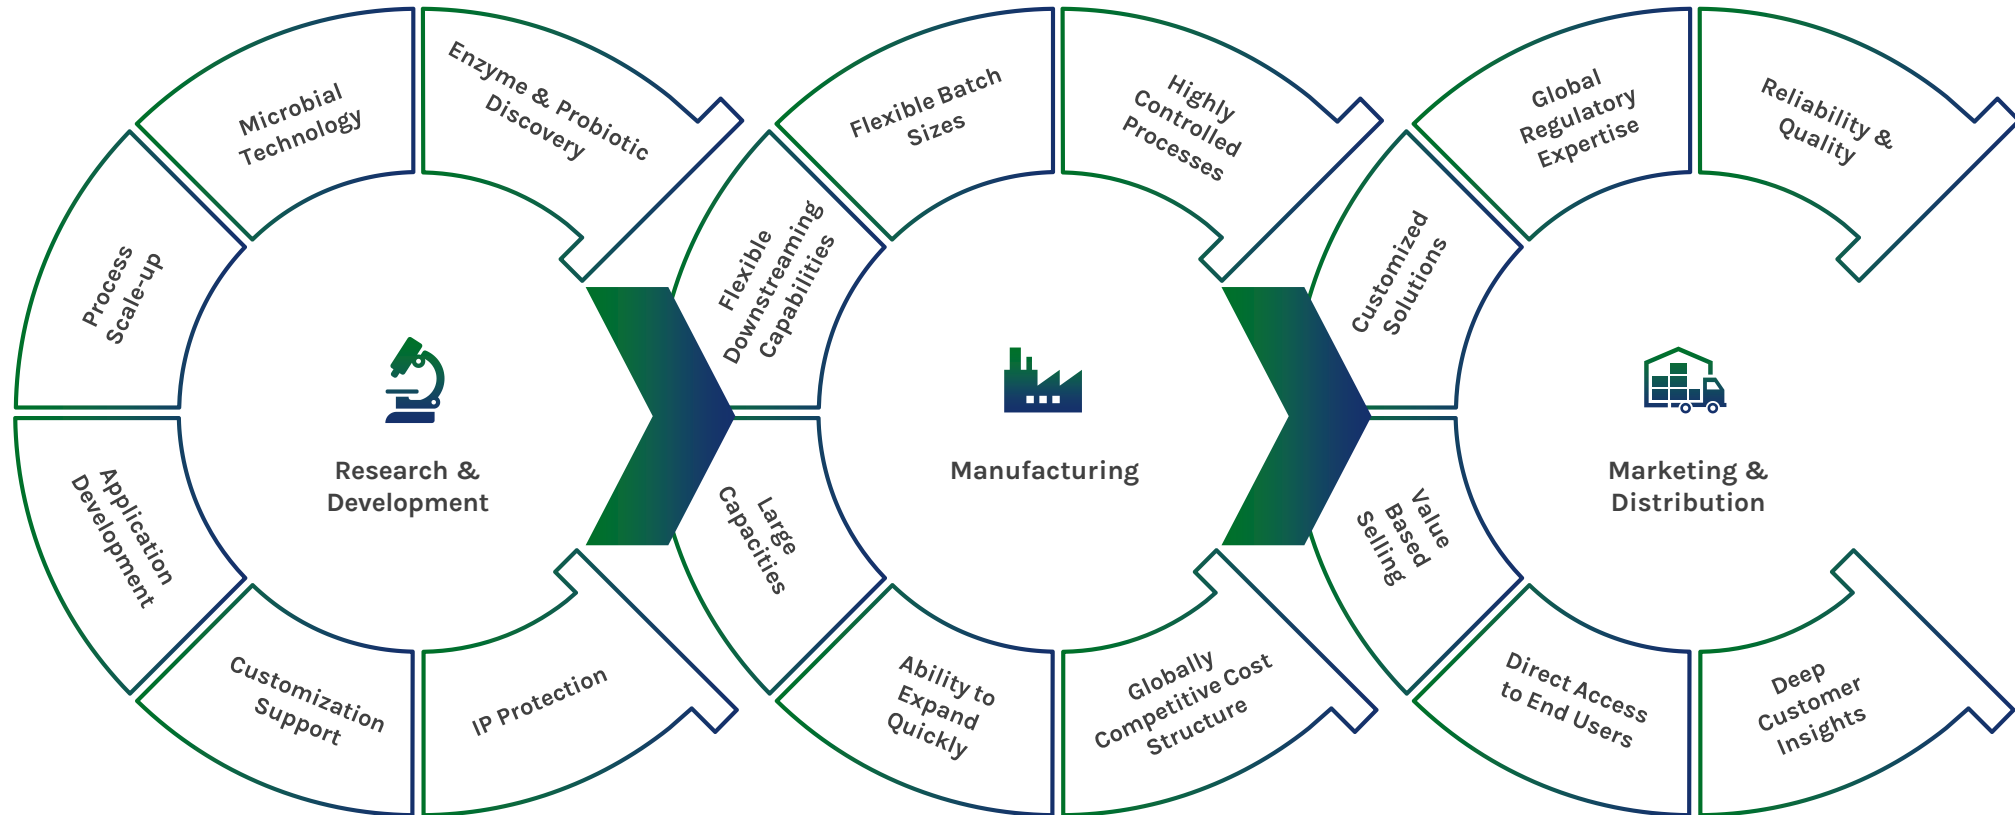 Enzyme & Probiotic
Discovery
Microbial
Technology
Process
Scale-up
Application
Development
Customization
Support
IP Protection
Research &
Development
Flexible Batch
Sizes
Highly
Controlled
Processes
Flexible
Downstreaming
Capabilities
Large
Capacities
Ability to
Expand
Quickly
Globally
Competitive Cost
Structure
Manufacturing
Global
Regulatory
Expertise
Reliability &
Quality
Customized
Solutions
Value
Based
Selling
Direct Access
to End Users
Deep
Customer
Insights
Marketing &
Distribution